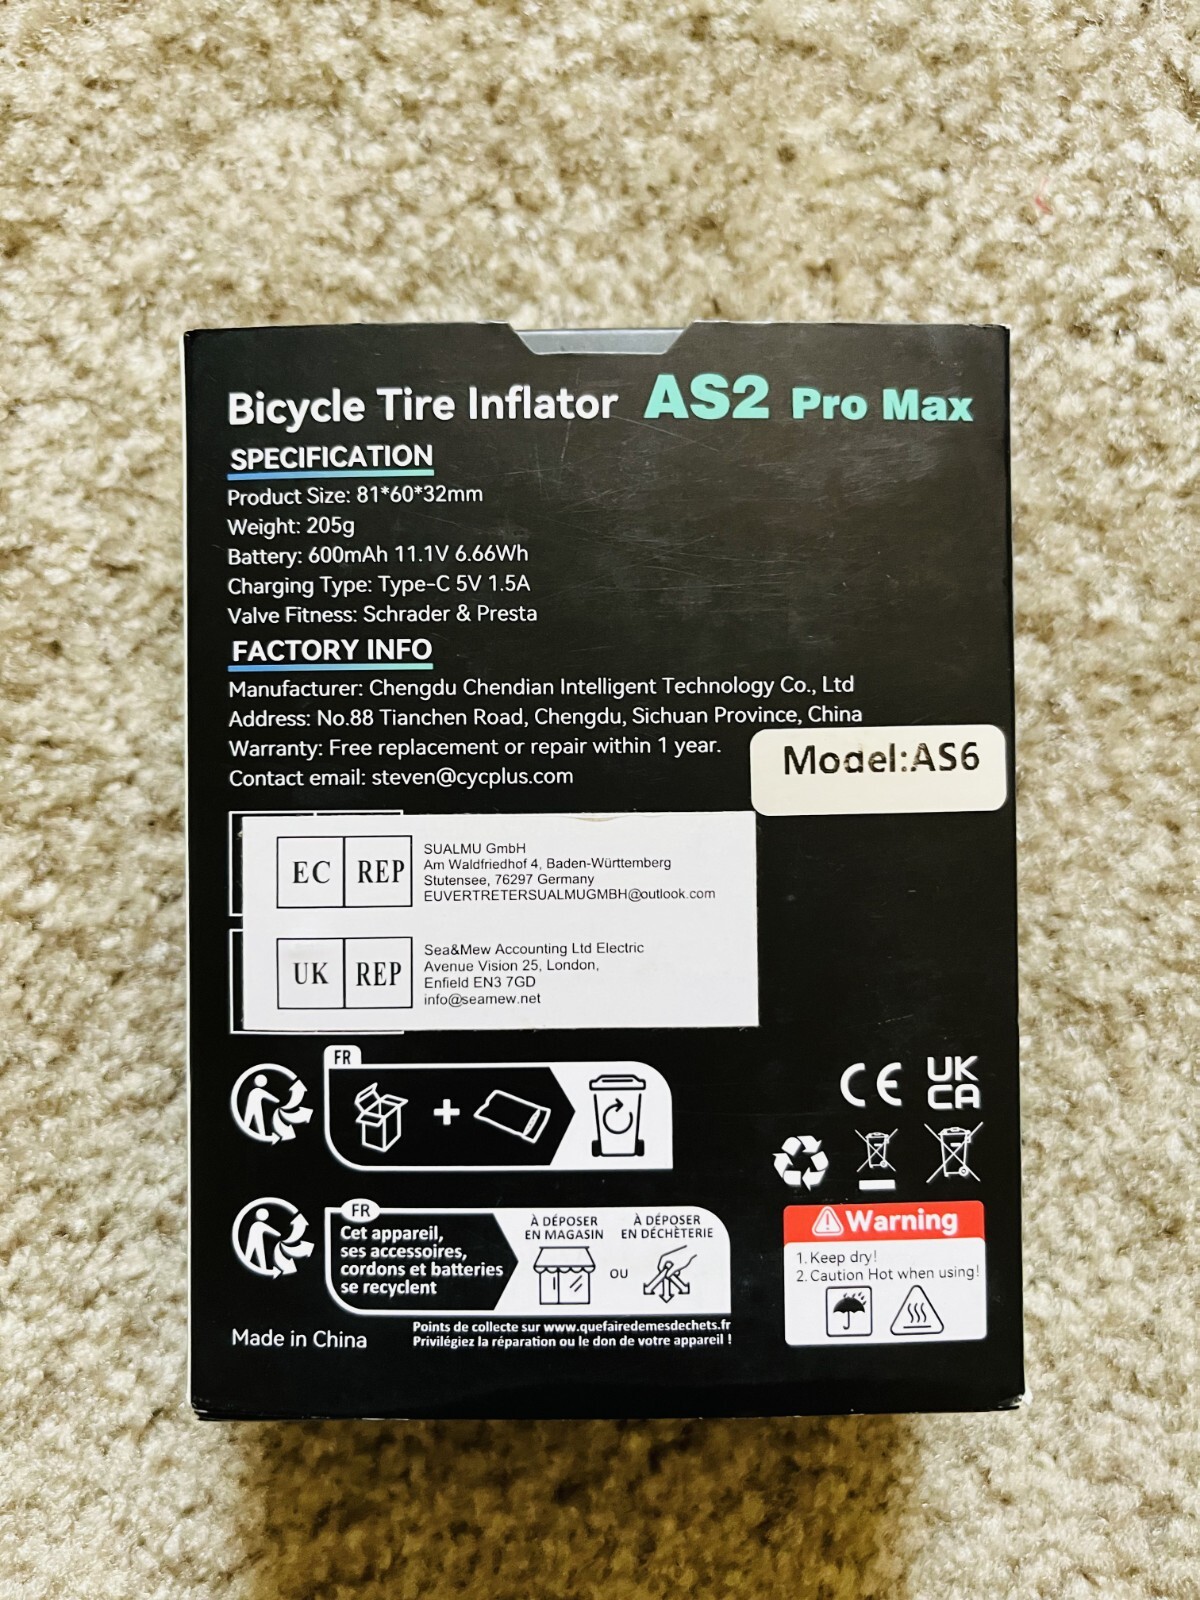 Bicycle Tire Inflator AS2 Pro Max
SPECIFICATION
Product Size: 81*60*32mm
Weight: 205g
Battery: 600mAh 11.1V 6.66Wh
Charging Type: Type-C 5V 1.5A
Valve Fitness: Schrader & Presta
FACTORY INFO
Manufacturer: Chengdu Chendian Intelligent Technology Co., Ltd
Address: No.88 Tianchen Road, Chengdu, Sichuan Province, China
Warranty: Free replacement or repair within 1 year.
Contact email: steven@cycplus.com
Model:AS6
EC REP
SUALMU GmbH
Am Waldfriedhof 4, Baden-Württemberg
Stutensee, 76297 Germany
EUVERTRETERSUALMUGMBH@outlook.com
UK REP
Sea&Mew Accounting Ltd Electric
Avenue Vision 25, London,
Enfield EN3 7GD
info@seamew.net
FR
+
CE
UK
CA
FR
Cet appareil,
ses accessoires,
cordons et batteries
se recyclent
À DÉPOSER
EN MAGASIN
OU
À DÉPOSER
EN DÉCHÈTERIE
Points de collecte sur www.quefairedemesdechets.fr
Privilégiez la réparation ou le don de votre appareil !
Warning
1. Keep dry!
2. Caution Hot when using!
Made in China